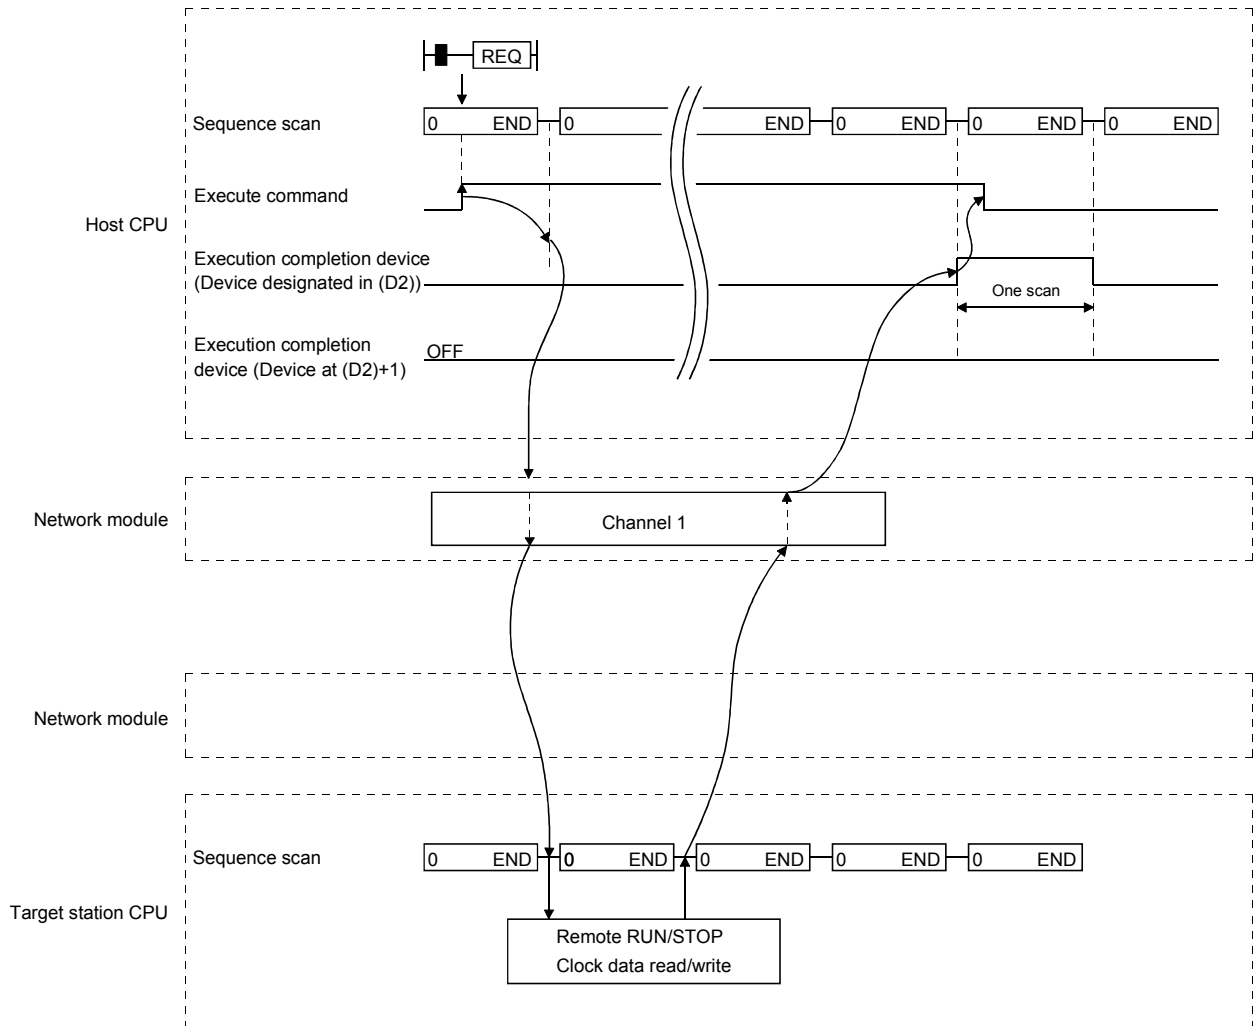 REQ
Sequence scan
0 END 0 END 0 END 0 END 0 END
Execute command
Host CPU
Execution completion device
(Device designated in (D2))
One scan
Execution completion
device (Device at (D2)+1)
OFF
Network module
Channel 1
Network module
Sequence scan
0 END 0 END 0 END 0 END 0 END
Target station CPU
Remote RUN/STOP
Clock data read/write